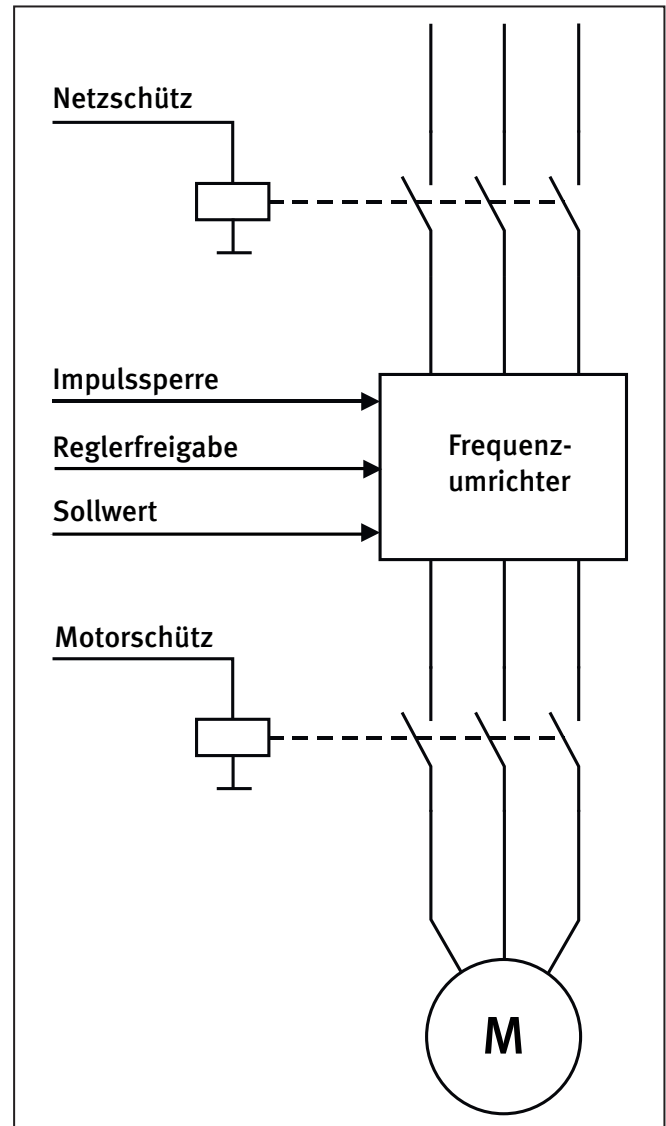 Netzschütz
Impulssperre
Reglerfreigabe
Sollwert
Frequenz-
umrichter
Motorschütz
M